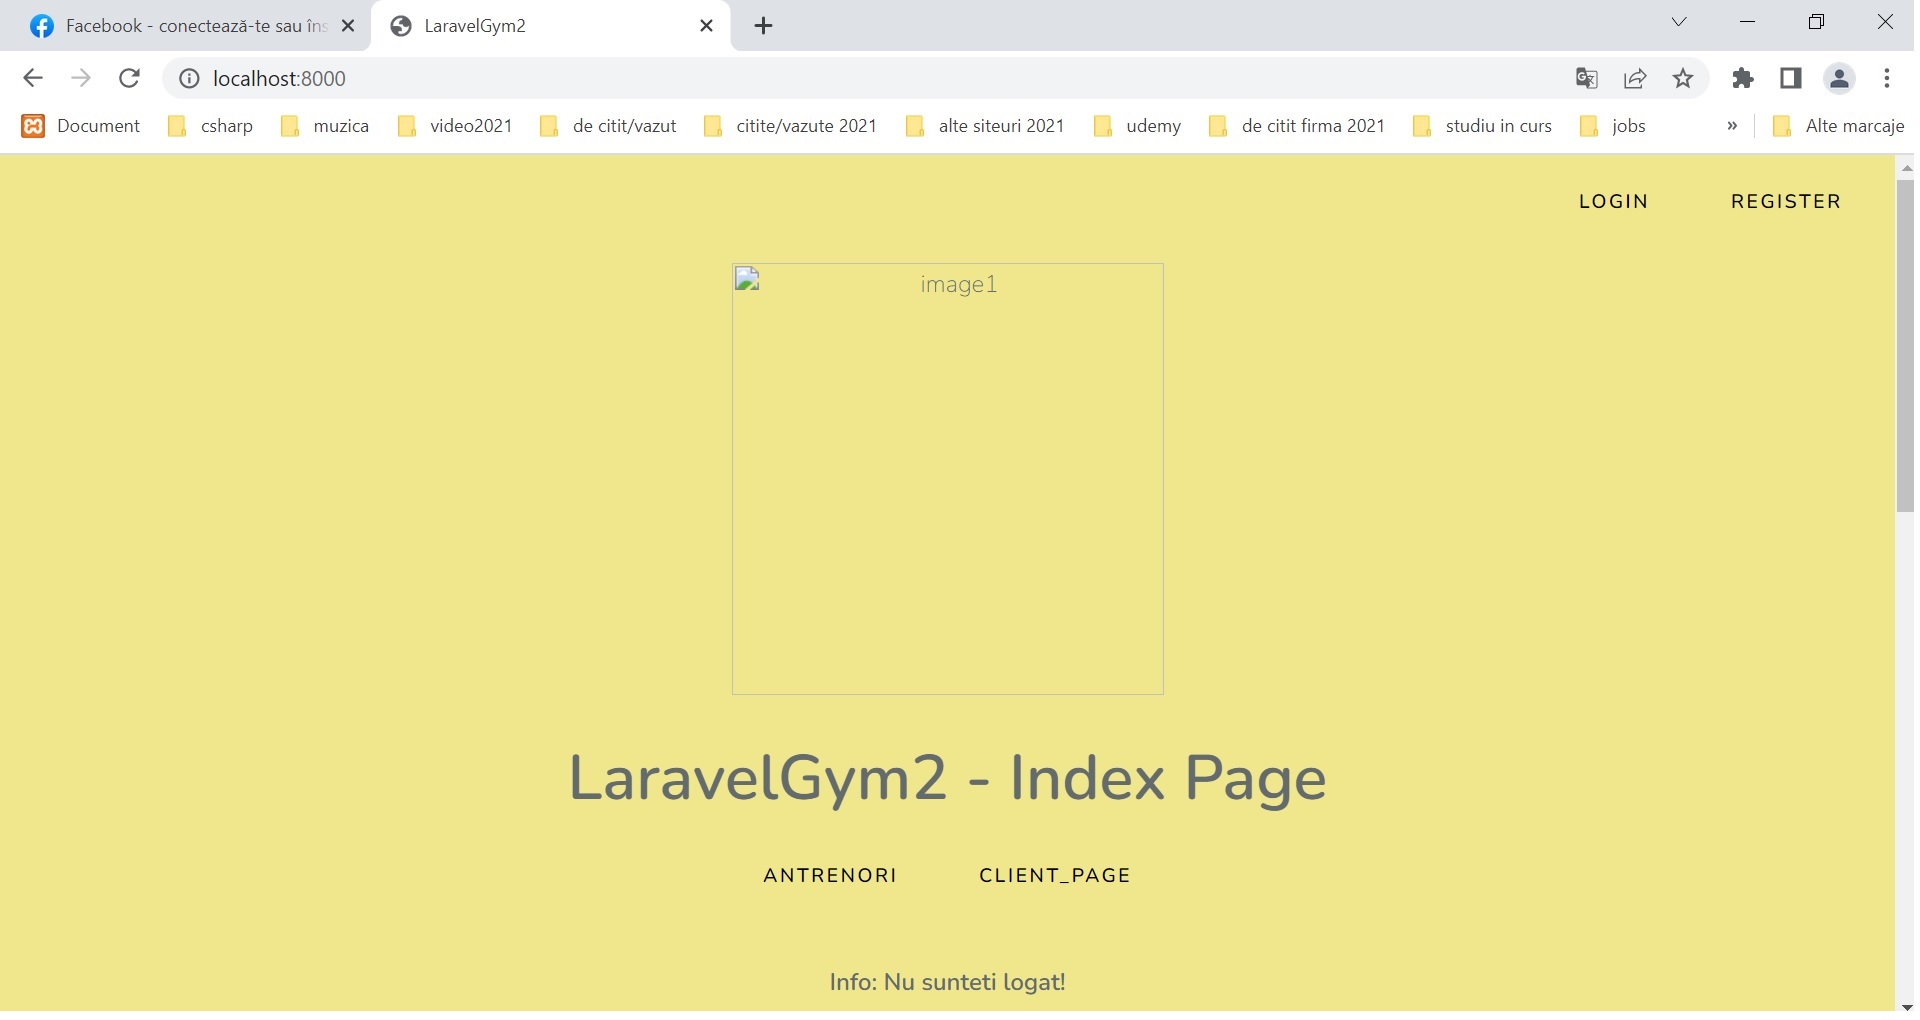 Facebook - conectează-te sau îns
LaravelGym2
localhost:8000
Document csharp muzica video2021 de citit/vazut citite/vazute 2021 alte siteuri 2021 udemy de citit firma 2021 studiu in curs jobs » Alte marcaje
LOGIN REGISTER
image1
LaravelGym2 - Index Page
ANTRENORI CLIENT_PAGE
Info: Nu sunteti logat!